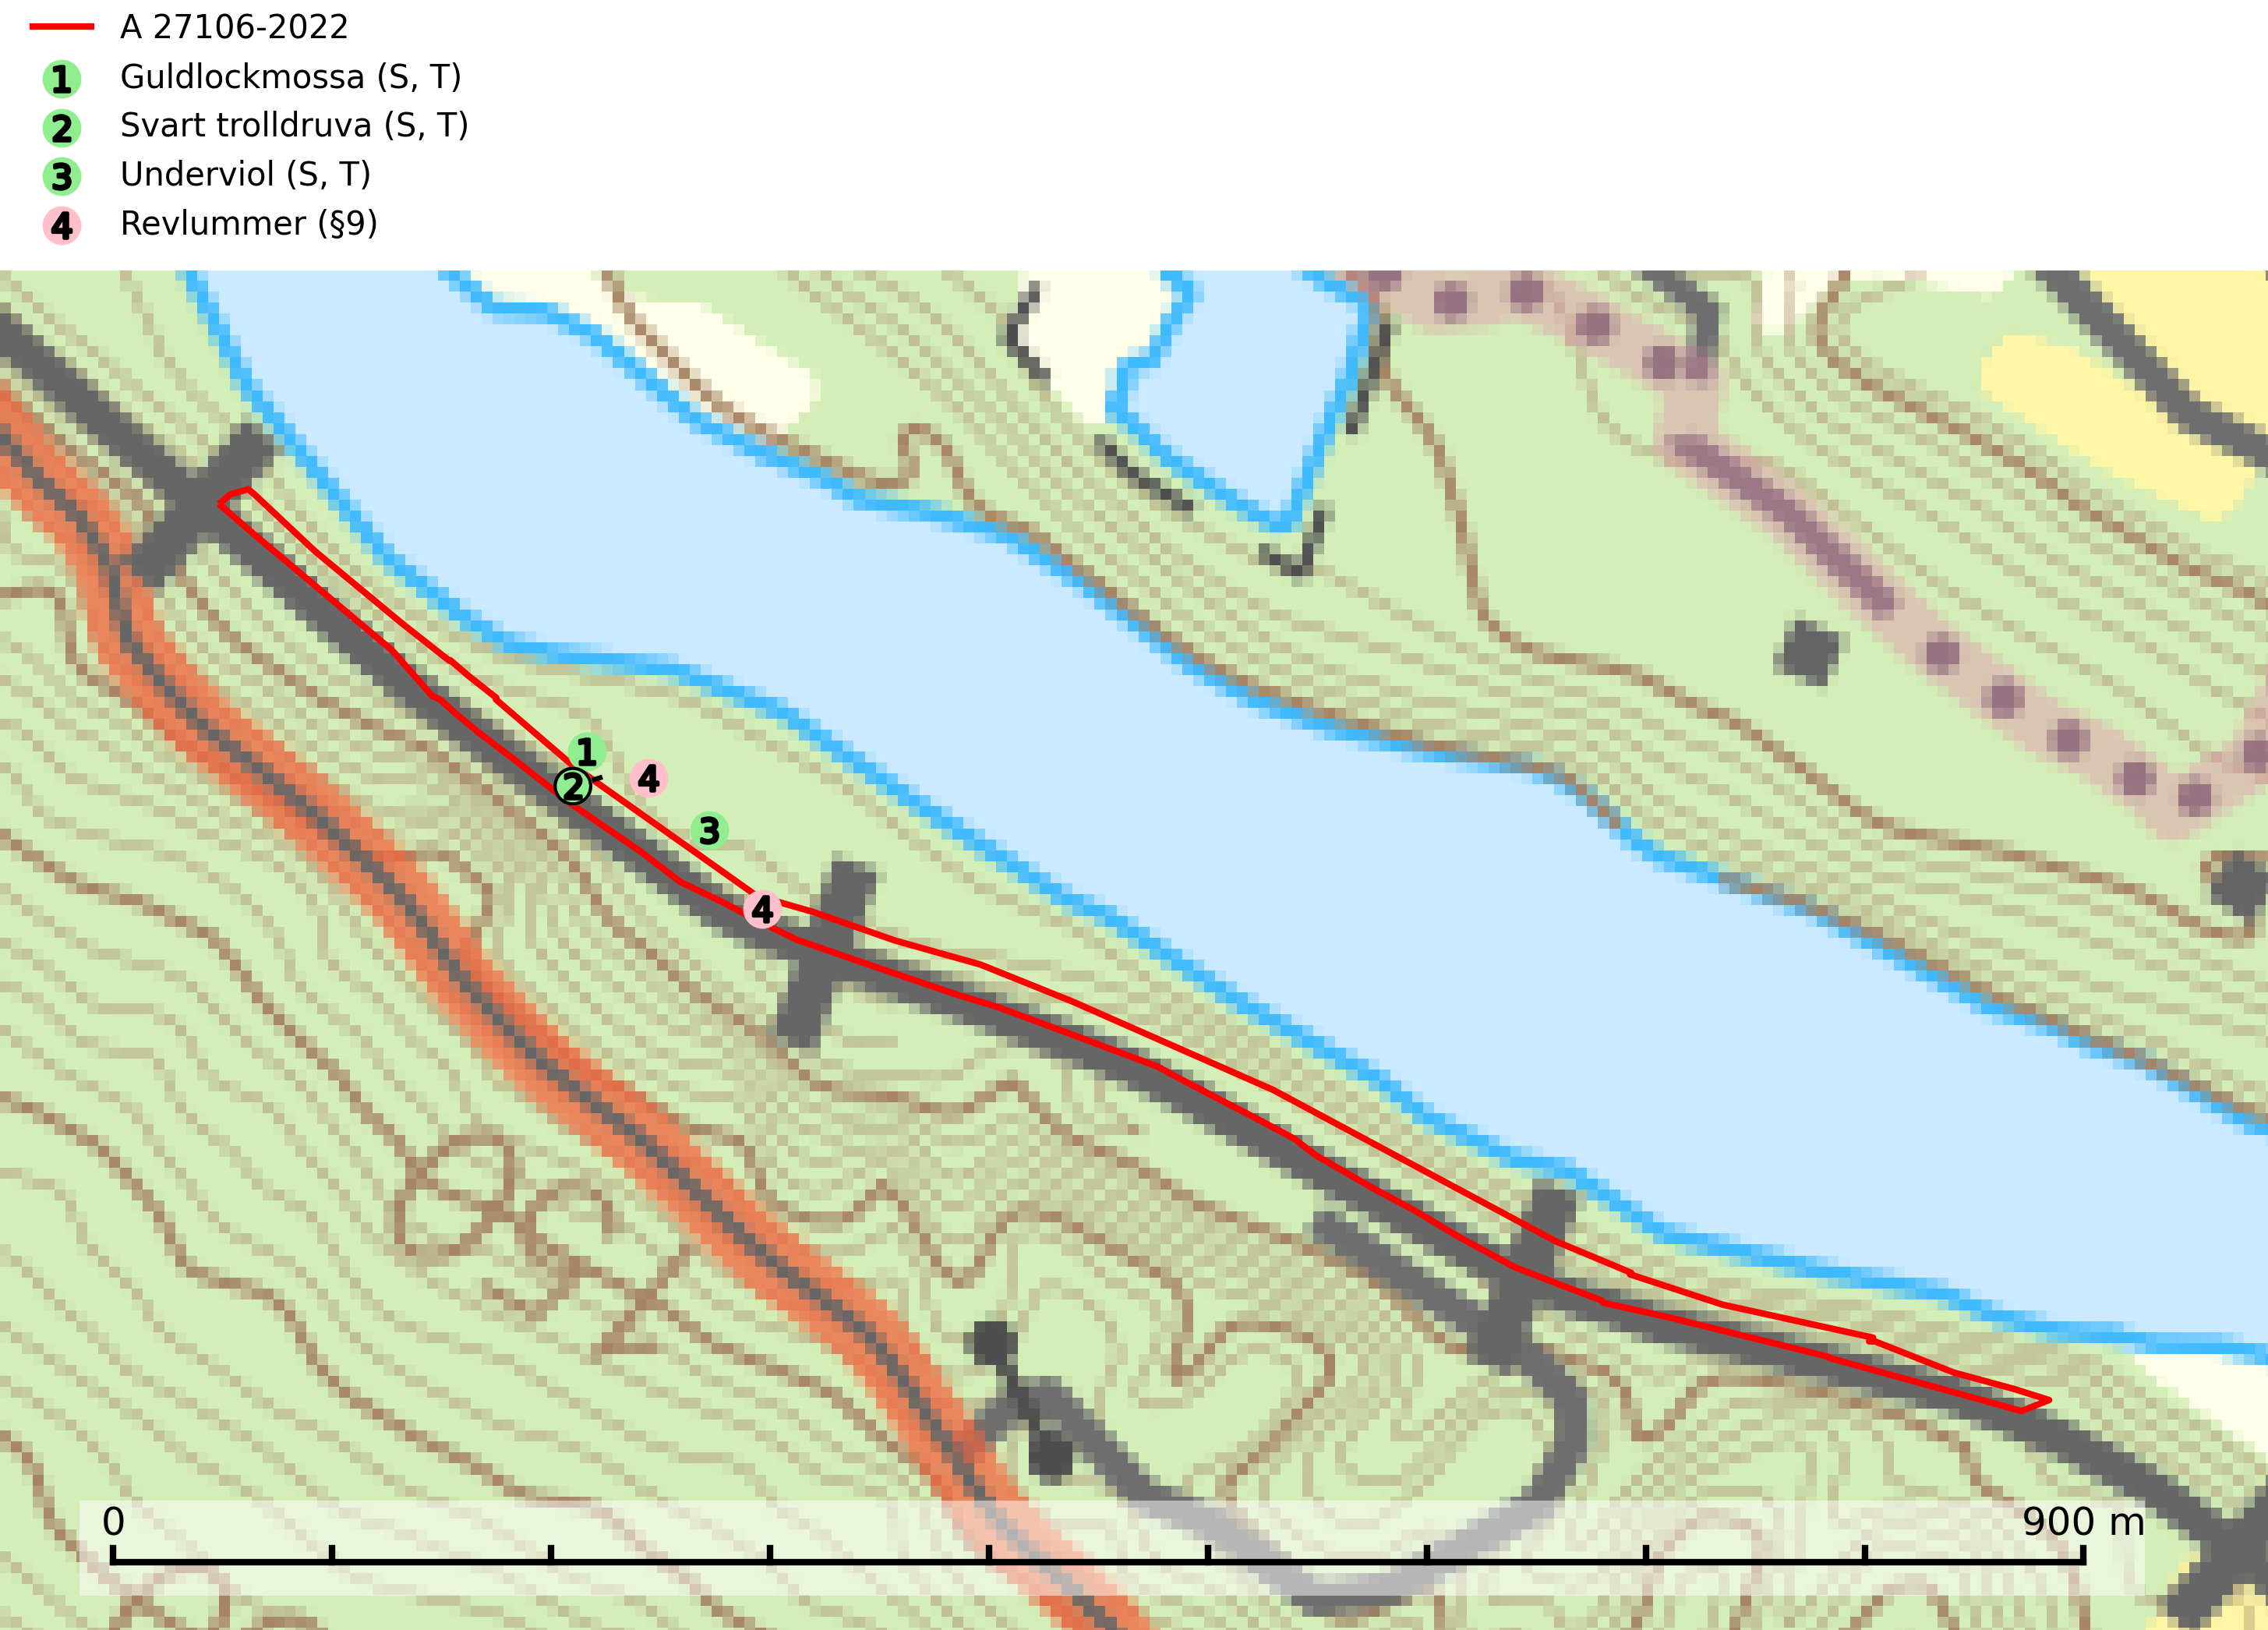 A 27106-2022
1 Guldlockmossa (S, T)
2 Svart trolldruva (S, T)
3 Underviol (S, T)
4 Revlummer (§9)
1
4
2
3
4
0 900 m